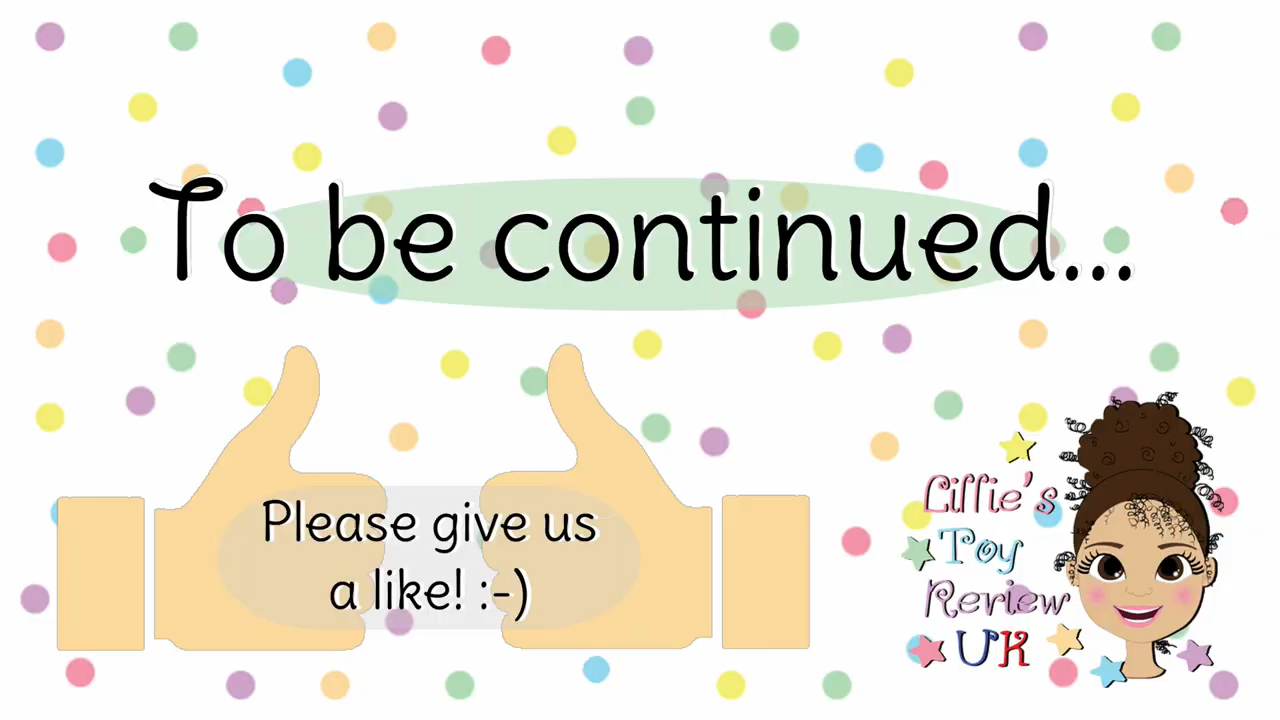 To be continued...
Please give us
a like! :-)
Lillie's
Toy
Review
UK